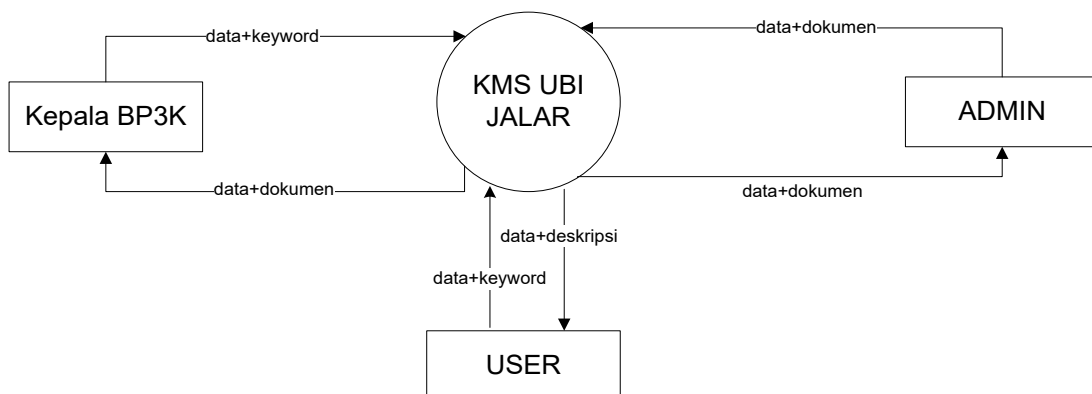 data+keyword
data+dokumen
KMS UBI
JALAR
Kepala BP3K
ADMIN
data+dokumen
data+dokumen
data+deskripsi
data+keyword
USER